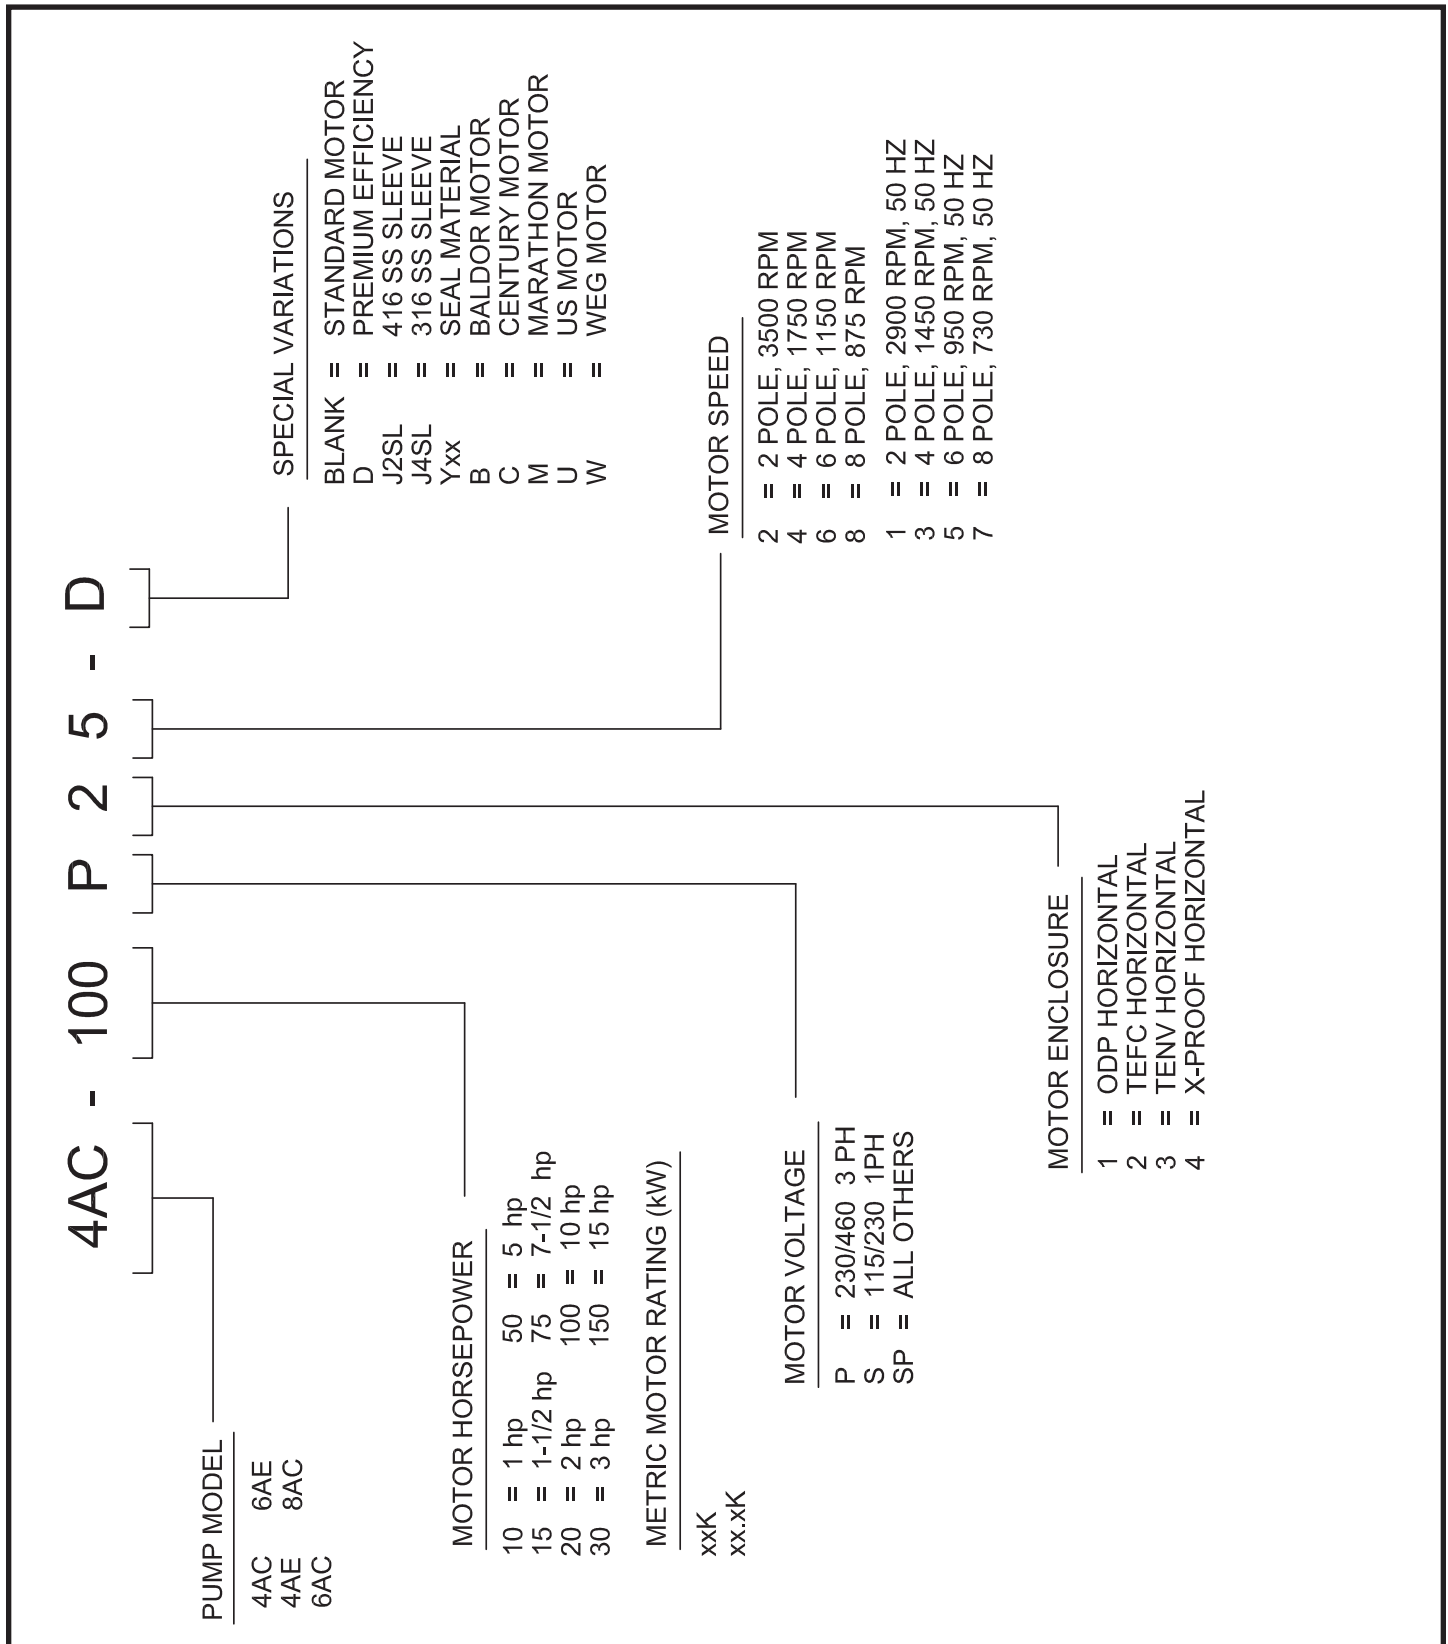 4AC - 100 P 2 5 - D
PUMP MODEL
4AC 6AE
4AE 8AC
6AC
MOTOR HORSEPOWER
10 = 1 hp 50 = 5 hp
15 = 1-1/2 hp 75 = 7-1/2 hp
20 = 2 hp 100 = 10 hp
30 = 3 hp 150 = 15 hp
METRIC MOTOR RATING (kW)
xxK
xx.xK
MOTOR VOLTAGE
P = 230/460 3 PH
S = 115/230 1PH
SP = ALL OTHERS
MOTOR ENCLOSURE
1 = ODP HORIZONTAL
2 = TEFC HORIZONTAL
3 = TENV HORIZONTAL
4 = X-PROOF HORIZONTAL
MOTOR SPEED
2 = 2 POLE, 3500 RPM
4 = 4 POLE, 1750 RPM
6 = 6 POLE, 1150 RPM
8 = 8 POLE, 875 RPM
1 = 2 POLE, 2900 RPM, 50 HZ
3 = 4 POLE, 1450 RPM, 50 HZ
5 = 6 POLE, 950 RPM, 50 HZ
7 = 8 POLE, 730 RPM, 50 HZ
SPECIAL VARIATIONS
BLANK = STANDARD MOTOR
D = PREMIUM EFFICIENCY
J2SL = 416 SS SLEEVE
J4SL = 316 SS SLEEVE
Yxx = SEAL MATERIAL
B = BALDOR MOTOR
C = CENTURY MOTOR
M = MARATHON MOTOR
U = US MOTOR
W = WEG MOTOR